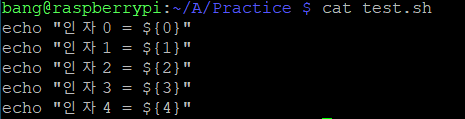 bang@raspberrypi:~/A/Practice $ cat test.sh
echo "인자0 = ${0}"
echo "인자1 = ${1}"
echo "인자2 = ${2}"
echo "인자3 = ${3}"
echo "인자4 = ${4}"